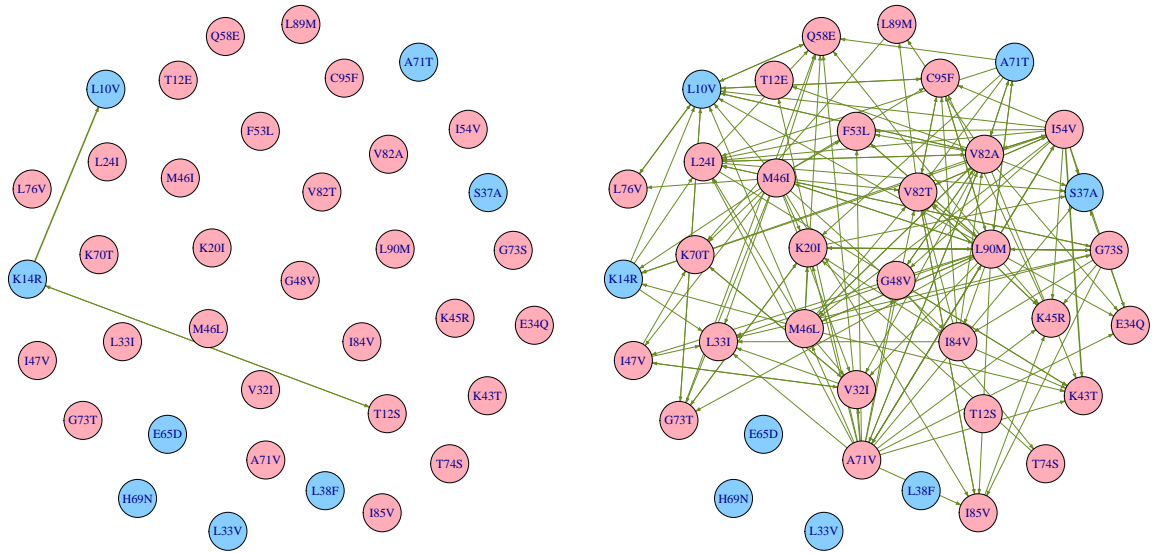 L89M
Q58E
T12E
C95F
A71T
L10V
F53L
I54V
V82A
L24I
M46I
L76V
V82T
S37A
K70T
K20I
L90M
G73S
K14R
G48V
M46L
K45R
E34Q
L33I
I84V
I47V
V32I
K43T
G73T
T12S
E65D
A71V
T74S
H69N
L38F
I85V
L33V
L89M
Q58E
T12E
C95F
A71T
L10V
F53L
I54V
V82A
L24I
M46I
L76V
V82T
S37A
K70T
K20I
L90M
G73S
K14R
G48V
M46L
K45R
E34Q
L33I
I84V
I47V
V32I
K43T
G73T
T12S
E65D
A71V
T74S
H69N
L38F
I85V
L33V